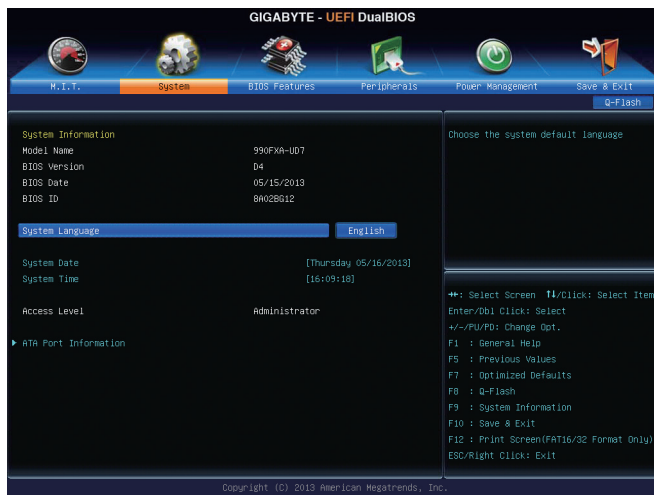 GIGABYTE - UEFI DualBIOS
M.I.T.
System
BIOS Features
Peripherals
Power Management
Save & Exit
Q-Flash
System Information
Model Name 990FXA-UD7
BIOS Version D4
BIOS Date 05/15/2013
BIOS ID 8A02BG12
System Language English
System Date [Thursday 05/16/2013]
System Time [16:09:18]
Access Level Administrator
ATA Port Information
Choose the system default language
→←: Select Screen ↑↓/Click: Select Item
Enter/Dbl Click: Select
+/-/PU/PD: Change Opt.
F1 : General Help
F5 : Previous Values
F7 : Optimized Defaults
F8 : Q-Flash
F9 : System Information
F10 : Save & Exit
F12 : Print Screen(FAT16/32 Format Only)
ESC/Right Click: Exit
Copyright (C) 2013 American Megatrends, Inc.